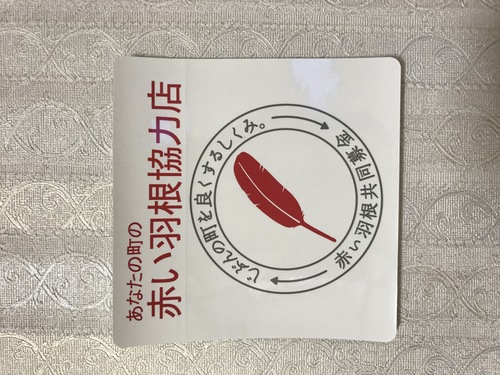 あなたの町の
赤い羽根協力店
じぶんの町を良くするしくみ。
赤い羽根共同募金